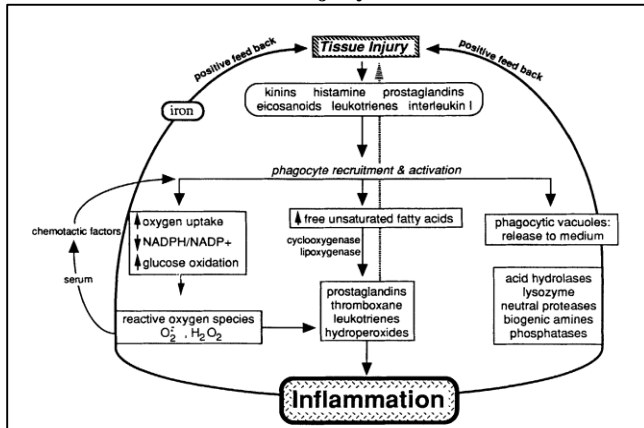 Tissue Injury
positive feed back
positive feed back
kinins histamine prostaglandins
eicosanoids leukotrienes interleukin I
iron
phagocyte recruitment & activation
chemotactic factors
serum
oxygen uptake
NADPH/NADP+
glucose oxidation
free unsaturated fatty acids
cyclooxygenase
lipoxygenase
phagocytic vacuoles:
release to medium
reactive oxygen species
O₂⁻, H₂O₂
prostaglandins
thromboxane
leukotrienes
hydroperoxides
acid hydrolases
lysozyme
neutral proteases
biogenic amines
phosphatases
Inflammation